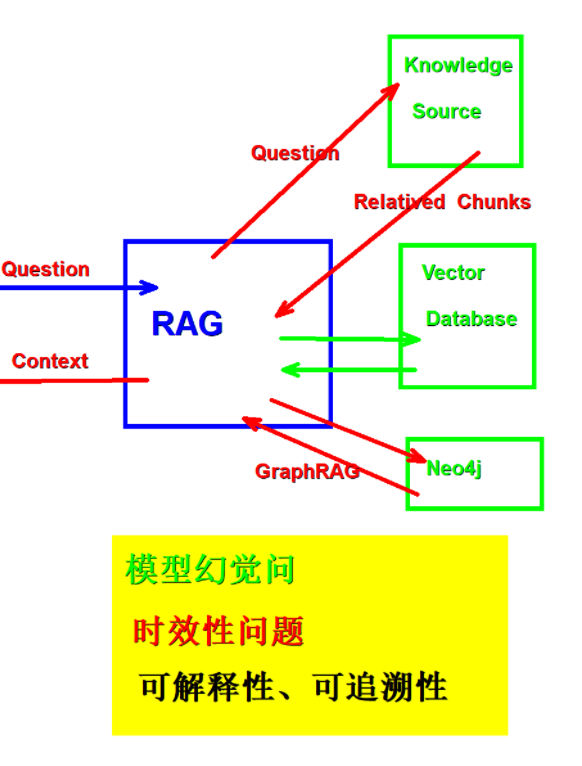 Knowledge
Source
Question
Relatived Chunks
Question
RAG
Context
Vector
Database
GraphRAG
Neo4j
模型幻觉问
时效性问题
可解释性、可追溯性